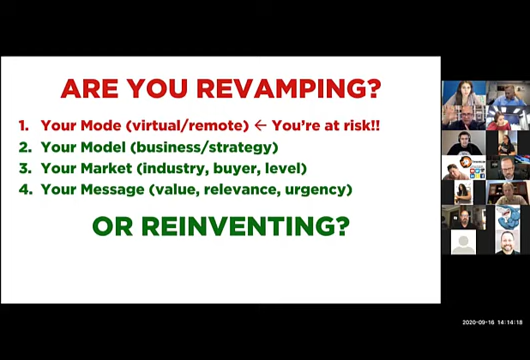 ARE YOU REVAMPING?
1. Your Mode (virtual/remote) ← You're at risk!!
2. Your Model (business/strategy)
3. Your Market (industry, buyer, level)
4. Your Message (value, relevance, urgency)
OR REINVENTING?
2020-09-16 14:14:18